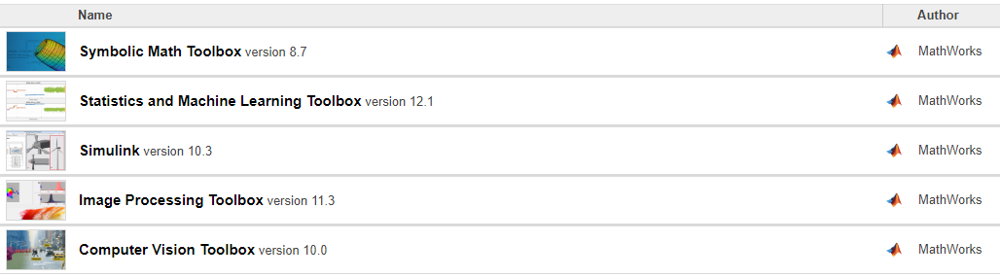 Name Author
Symbolic Math Toolbox version 8.7 MathWorks
Statistics and Machine Learning Toolbox version 12.1 MathWorks
Simulink version 10.3 MathWorks
Image Processing Toolbox version 11.3 MathWorks
Computer Vision Toolbox version 10.0 MathWorks